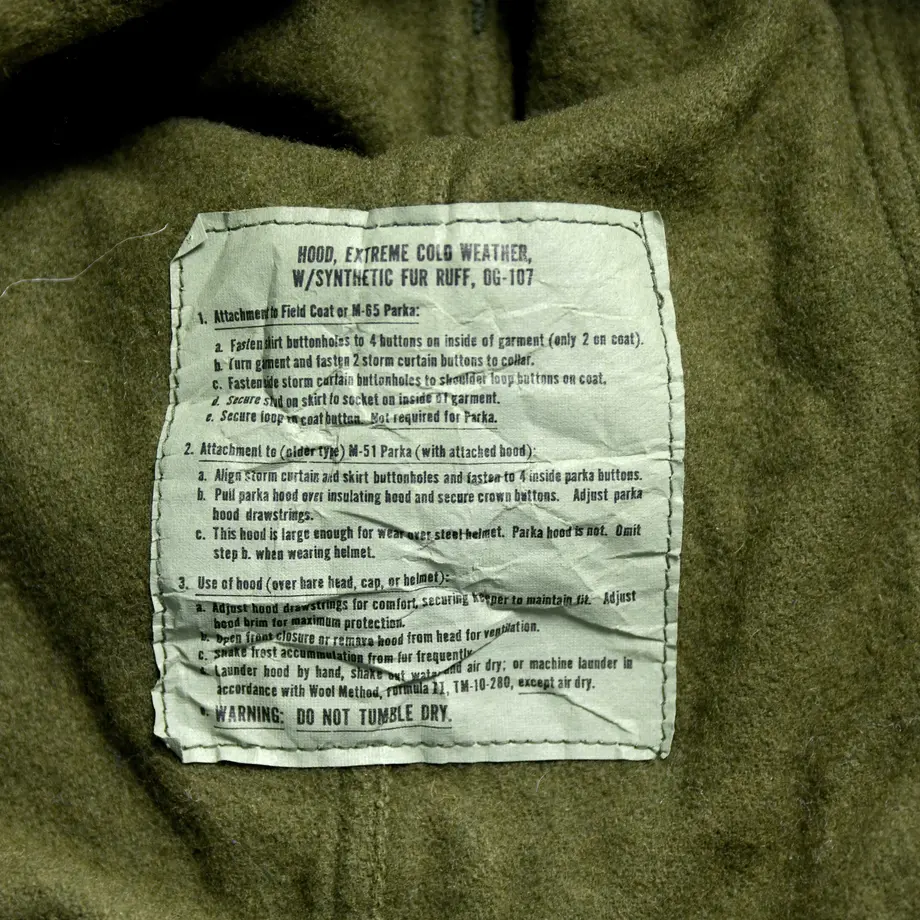 HOOD, EXTREME COLD WEATHER,
W/SYNTHETIC FUR RUFF, OG-107
1. Attachment to Field Coat or M-65 Parka:
a. Fasten skirt buttonholes to 4 buttons on inside of garment (only 2 on coat).
b. Turn garment and fasten 2 storm curtain buttons to collar.
c. Fasten side storm curtain buttonholes to shoulder loop buttons on coat.
d. Secure stud on skirt to socket on inside of garment.
e. Secure loop on coat button. Not required for Parka.
2. Attachment to (older type) M-51 Parka (with attached hood):
a. Align storm curtain and skirt buttonholes and fasten to 4 inside parka buttons.
b. Pull parka hood over insulating hood and secure crown buttons. Adjust parka
hood drawstrings.
c. This hood is large enough for wear over steel helmet. Parka hood is not. Omit
step b. when wearing helmet.
3. Use of hood (over bare head, cap, or helmet):
a. Adjust hood drawstrings for comfort, securing keeper to maintain fit. Adjust
hood brim for maximum protection.
b. Open front closure or remove hood from head for ventilation.
c. Shake frost accumulation from fur frequently
Launder hood by hand, shake out water and air dry; or machine launder in
accordance with Wool Method, Formula II, TM-10-280, except air dry.
WARNING: DO NOT TUMBLE DRY.